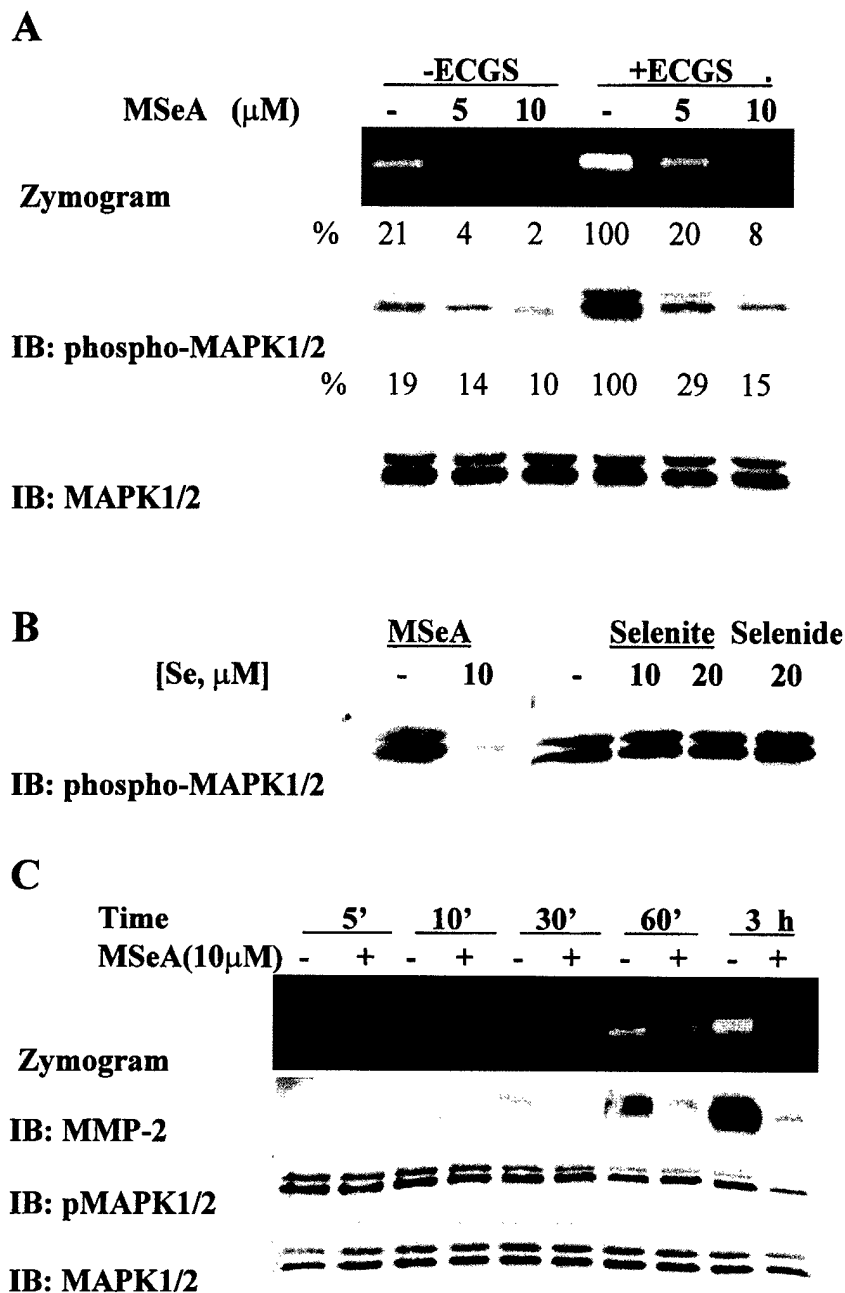 A
-ECGS +ECGS .
MSeA (μM) - 5 10 - 5 10
Zymogram
% 21 4 2 100 20 8
IB: phospho-MAPK1/2
% 19 14 10 100 29 15
IB: MAPK1/2
B
MSeA Selenite Selenide
[Se, μM] - 10 - 10 20 20
IB: phospho-MAPK1/2
C
Time 5’ 10’ 30’ 60’ 3 h
MSeA(10μM) - + - + - + - + - +
Zymogram
IB: MMP-2
IB: pMAPK1/2
IB: MAPK1/2